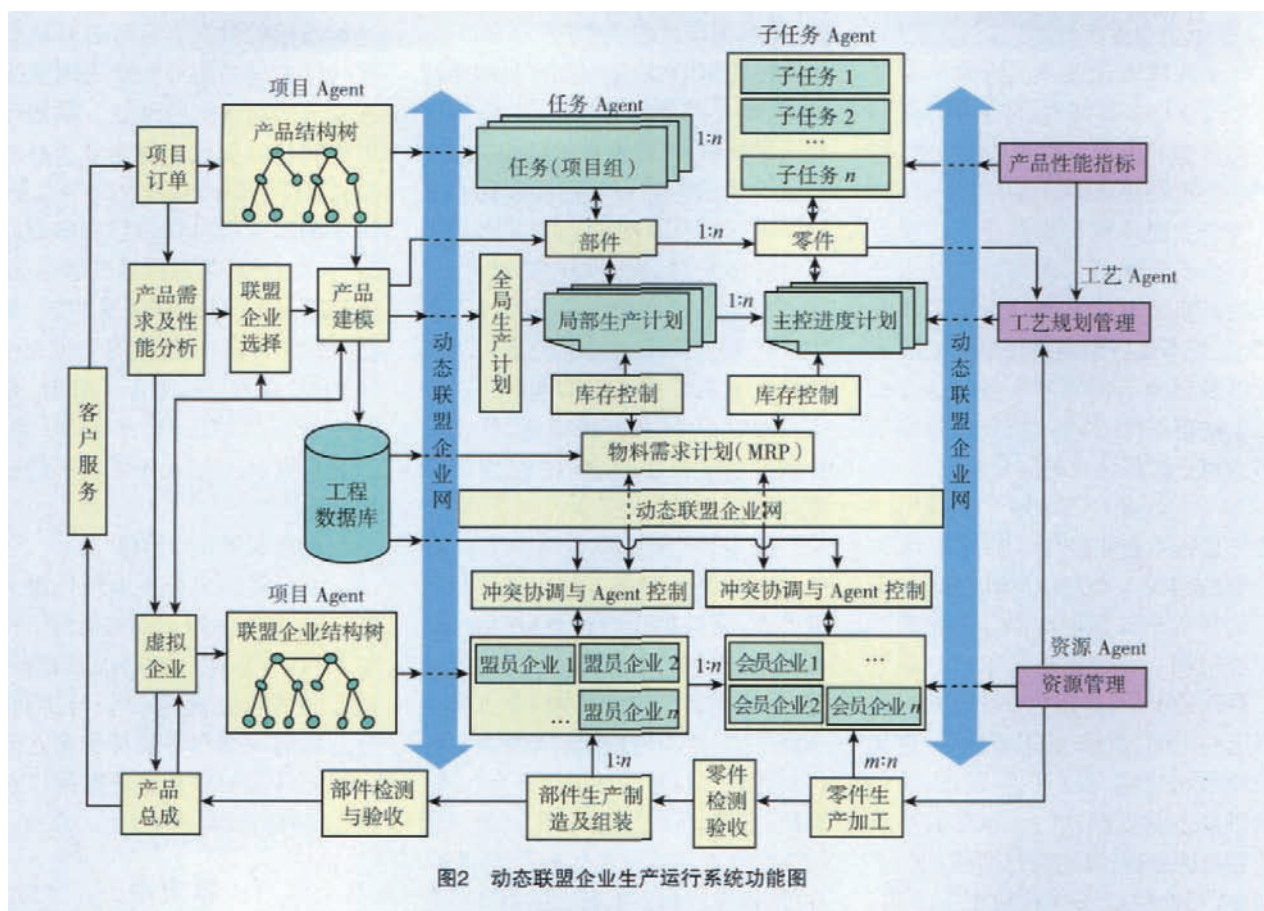 子任务 Agent
子任务 1
子任务 2
…
子任务 n
项目 Agent
产品结构树
任务 Agent
任务(项目组)
1:n
项目
订单
产品性能指标
部件
1:n
零件
工艺 Agent
工艺规划管理
产品需
求及性
能分析
联盟
企业
选择
产品
建模
全局生产计划
局部生产计划
1:n
主控进度计划
动态联盟企业网
动态联盟企业网
库存控制
库存控制
客户服务
物料需求计划(MRP)
工程
数据库
动态联盟企业网
冲突协调与 Agent 控制
冲突协调与 Agent 控制
项目 Agent
联盟企业结构树
虚拟
企业
盟员企业 1
盟员企业 2
…
盟员企业 n
1:n
会员企业1
…
会员企业2
会员企业 n
资源 Agent
资源管理
1:n
m:n
产品
总成
部件检测
与验收
部件生产制
造及组装
零件
检测
验收
零件生
产加工
图2 动态联盟企业生产运行系统功能图